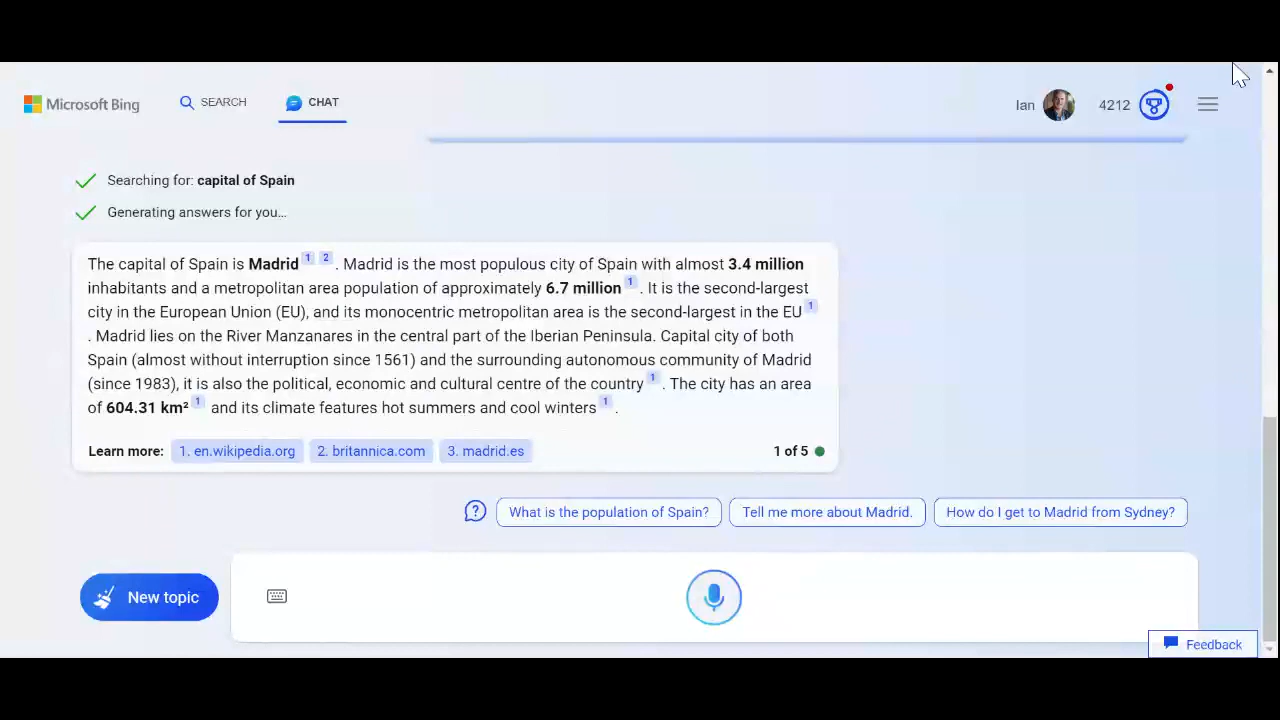 Microsoft Bing
SEARCH
CHAT
Ian
4212
Searching for: capital of Spain
Generating answers for you...
The capital of Spain is Madrid 1 2 . Madrid is the most populous city of Spain with almost 3.4 million
inhabitants and a metropolitan area population of approximately 6.7 million 1 . It is the second-largest
city in the European Union (EU), and its monocentric metropolitan area is the second-largest in the EU 1
. Madrid lies on the River Manzanares in the central part of the Iberian Peninsula. Capital city of both
Spain (almost without interruption since 1561) and the surrounding autonomous community of Madrid
(since 1983), it is also the political, economic and cultural centre of the country 1 . The city has an area
of 604.31 km² 1 and its climate features hot summers and cool winters 1 .
Learn more: 1. en.wikipedia.org 2. britannica.com 3. madrid.es 1 of 5
What is the population of Spain? Tell me more about Madrid. How do I get to Madrid from Sydney?
New topic
Feedback